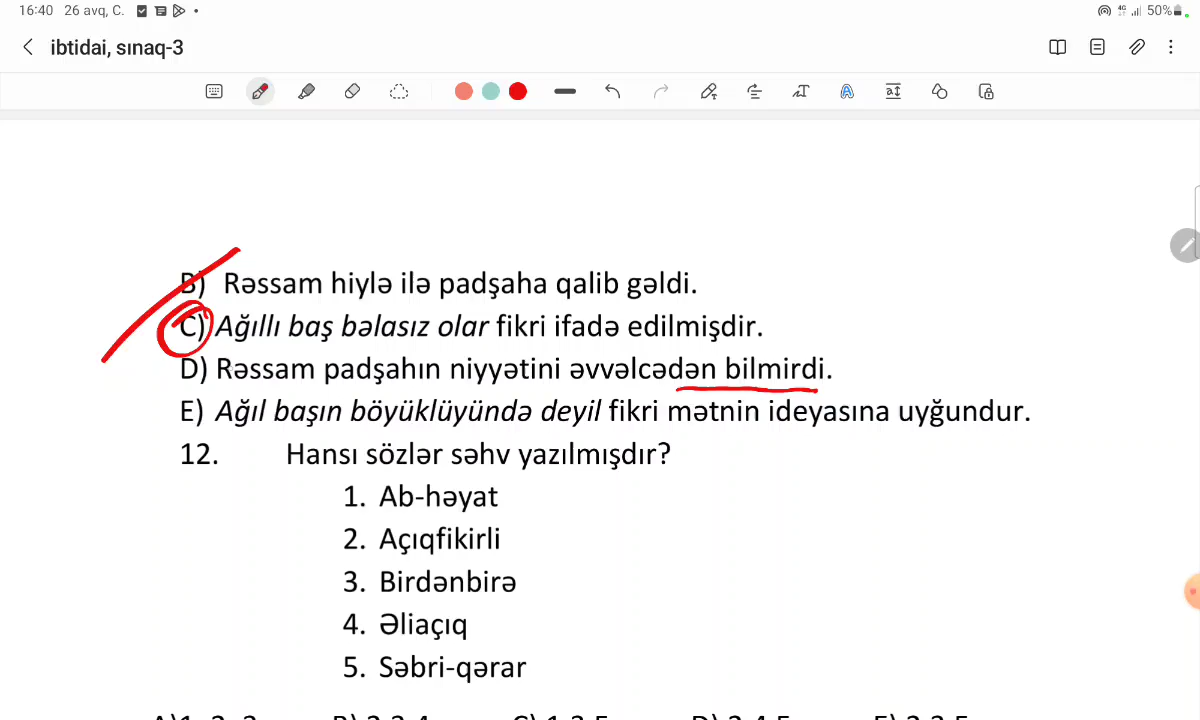 16:40 26 avq, C. 4G 50%
ibtidai, sınaq-3
B) Rəssam hiylə ilə padşaha qalib gəldi.
C) Ağıllı baş bəlasız olar fikri ifadə edilmişdir.
D) Rəssam padşahın niyyətini əvvəlcədən bilmirdi.
E) Ağıl başın böyüklüyündə deyil fikri mətnin ideyasına uyğundur.
12. Hansı sözlər səhv yazılmışdır?
1. Ab-həyat
2. Açıqfikirli
3. Birdənbirə
4. Əliaçıq
5. Səbri-qərar